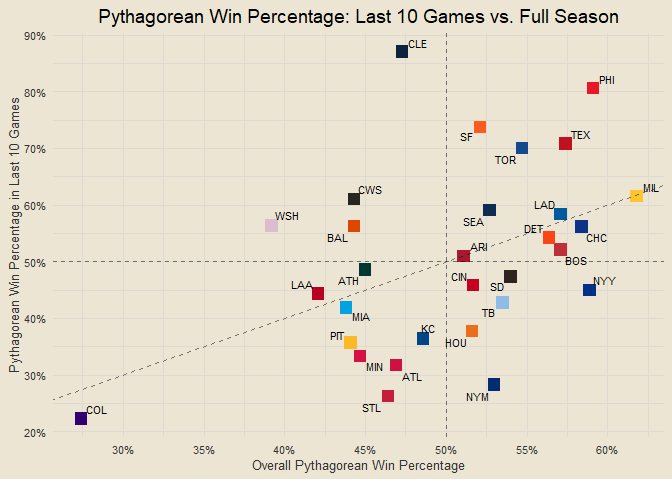 Pythagorean Win Percentage: Last 10 Games vs. Full Season
Pythagorean Win Percentage in Last 10 Games
90%
80%
70%
60%
50%
40%
30%
20%
CLE
PHI
SF
TEX
TOR
MIL
CWS
LAD
WSH
SEA
BAL
DET
CHC
ARI
BOS
ATH
CIN
SD
NYY
LAA
TB
MIA
KC
PIT
HOU
MIN
ATL
NYM
STL
COL
30%
35%
40%
45%
50%
55%
60%
Overall Pythagorean Win Percentage